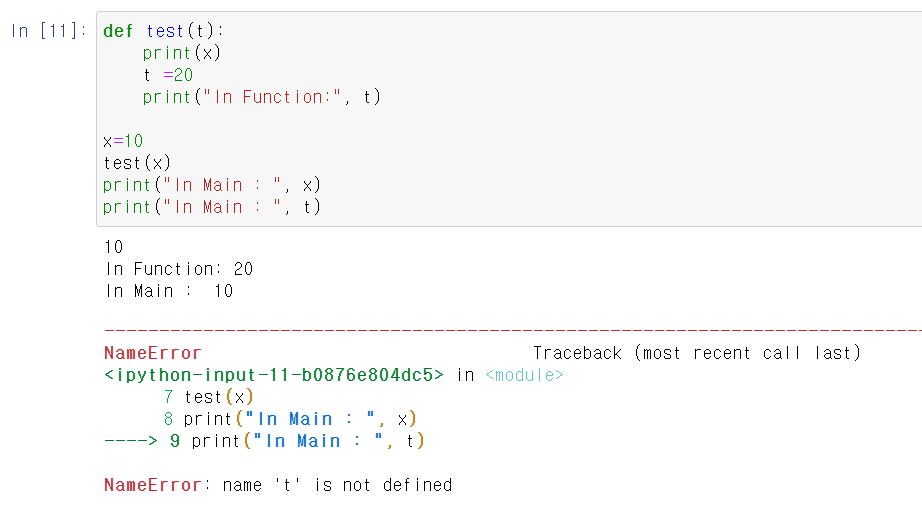 In [11]: def test(t):
    print(x)
    t =20
    print("In Function:", t)

x=10
test(x)
print("In Main : ", x)
print("In Main : ", t)
10
In Function: 20
In Main :  10
--------------------------------------------------------------------------------
NameError                                 Traceback (most recent call last)
<ipython-input-11-b0876e804dc5> in <module>
      7 test(x)
      8 print("In Main : ", x)
----> 9 print("In Main : ", t)

NameError: name 't' is not defined